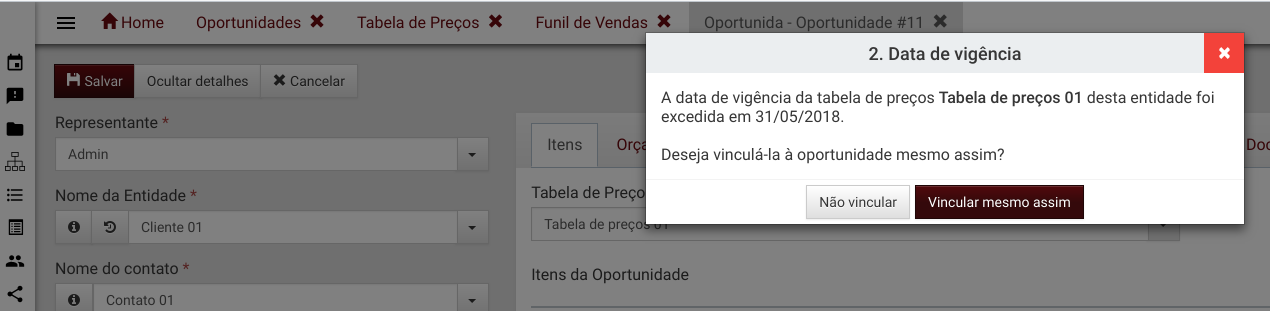 Home Oportunidades Tabela de Preços Funil de Vendas Oportunida - Oportunidade #11
2. Data de vigência
A data de vigência da tabela de preços Tabela de preços 01 desta entidade foi
excedida em 31/05/2018.
Deseja vinculá-la à oportunidade mesmo assim?
Não vincular Vincular mesmo assim
Salvar Ocultar detalhes Cancelar
Representante *
Admin
Nome da Entidade *
Cliente 01
Nome do contato *
Contato 01
Itens Orça Doc
Tabela de Preço
Tabela de preços 01
Itens da Oportunidade